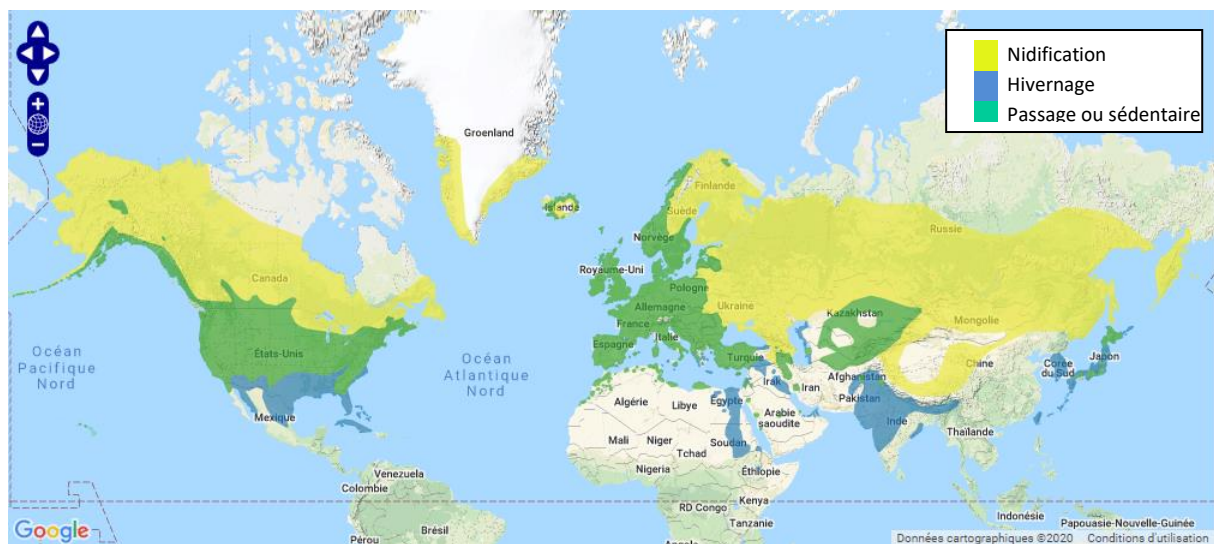 Nidification
Hivernage
Passage ou sédentaire
Groenland
Islande
Finlande
Suède
Norvège
Russie
Canada
Royaume-Uni
Pologne
Allemagne
Ukraine
France
Kazakhstan
Mongolie
Italie
Espagne
Turquie
États-Unis
Océan
Pacifique
Nord
Océan
Atlantique
Nord
Chine
Japon
Corée
du Sud
Irak
Iran
Afghanistan
Pakistan
Algérie
Libye
Égypte
Arabie
saoudite
Inde
Mexique
Thaïlande
Mali
Niger
Tchad
Soudan
Nigeria
Éthiopie
Venezuela
Colombie
Kenya
RD Congo
Tanzanie
Indonésie
Papouasie-Nouvelle-Guinée
Brésil
Pérou
Angola
Google
Données cartographiques ©2020
Conditions d'utilisation